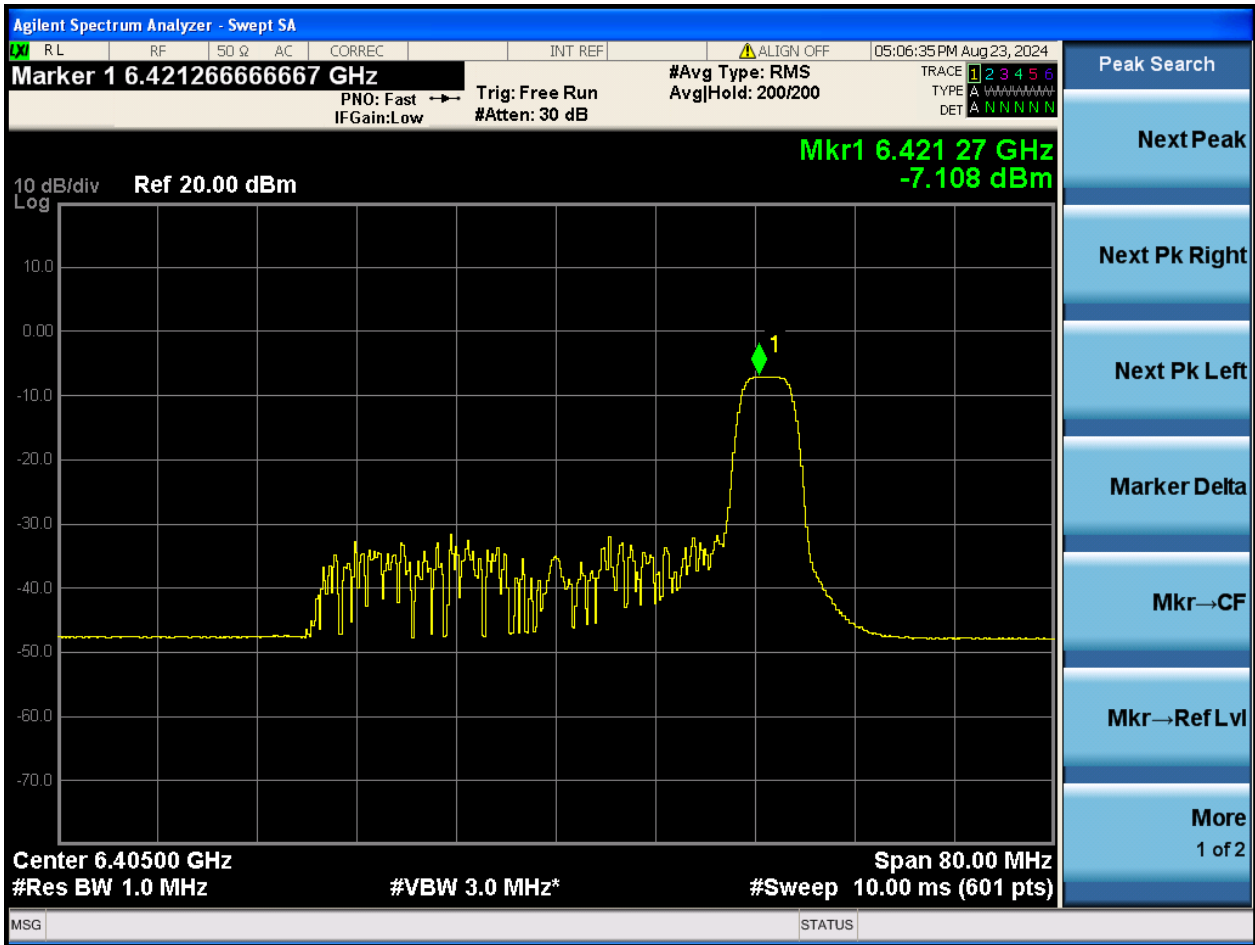 Agilent Spectrum Analyzer - Swept SA
LXI RL RF 50 Ω AC CORREC INT REF ALIGN OFF 05:06:35 PM Aug 23, 2024
Marker 1 6.421266666667 GHz
PNO: Fast
IFGain:Low
Trig: Free Run
#Atten: 30 dB
#Avg Type: RMS
Avg|Hold: 200/200
TRACE 1 2 3 4 5 6
TYPE A WWWWW
DET A N N N N N
Mkr1 6.421 27 GHz
-7.108 dBm
10 dB/div Ref 20.00 dBm
Log
10.0
0.00
-10.0
-20.0
-30.0
-40.0
-50.0
-60.0
-70.0
1
Center 6.40500 GHz Span 80.00 MHz
#Res BW 1.0 MHz #VBW 3.0 MHz* #Sweep 10.00 ms (601 pts)
Peak Search
Next Peak
Next Pk Right
Next Pk Left
Marker Delta
Mkr→CF
Mkr→Ref Lvl
More
1 of 2
MSG STATUS